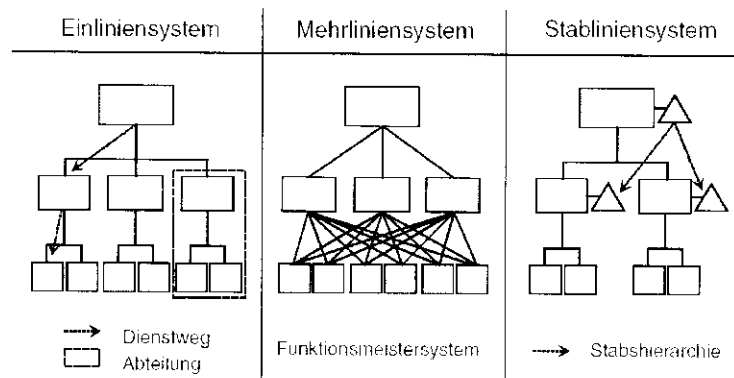 Einliniensystem
Mehrliniensystem
Stabliniensystem
Dienstweg
Abteilung
Funktionsmeistersystem
Stabshierarchie